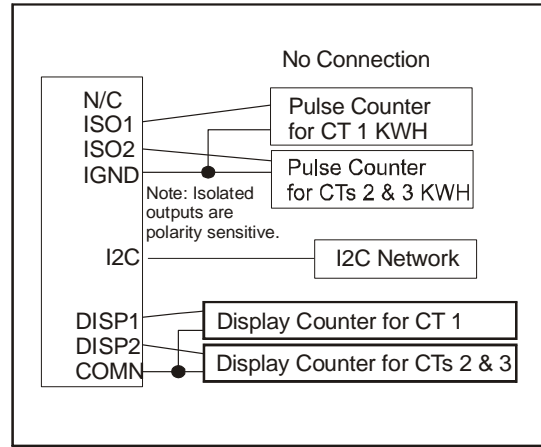 No Connection
N/C
ISO1
ISO2
IGND
Pulse Counter
for CT 1 KWH
Pulse Counter
for CTs 2 & 3 KWH
Note: Isolated
outputs are
polarity sensitive.
I2C
I2C Network
DISP1
DISP2
COMN
Display Counter for CT 1
Display Counter for CTs 2 & 3